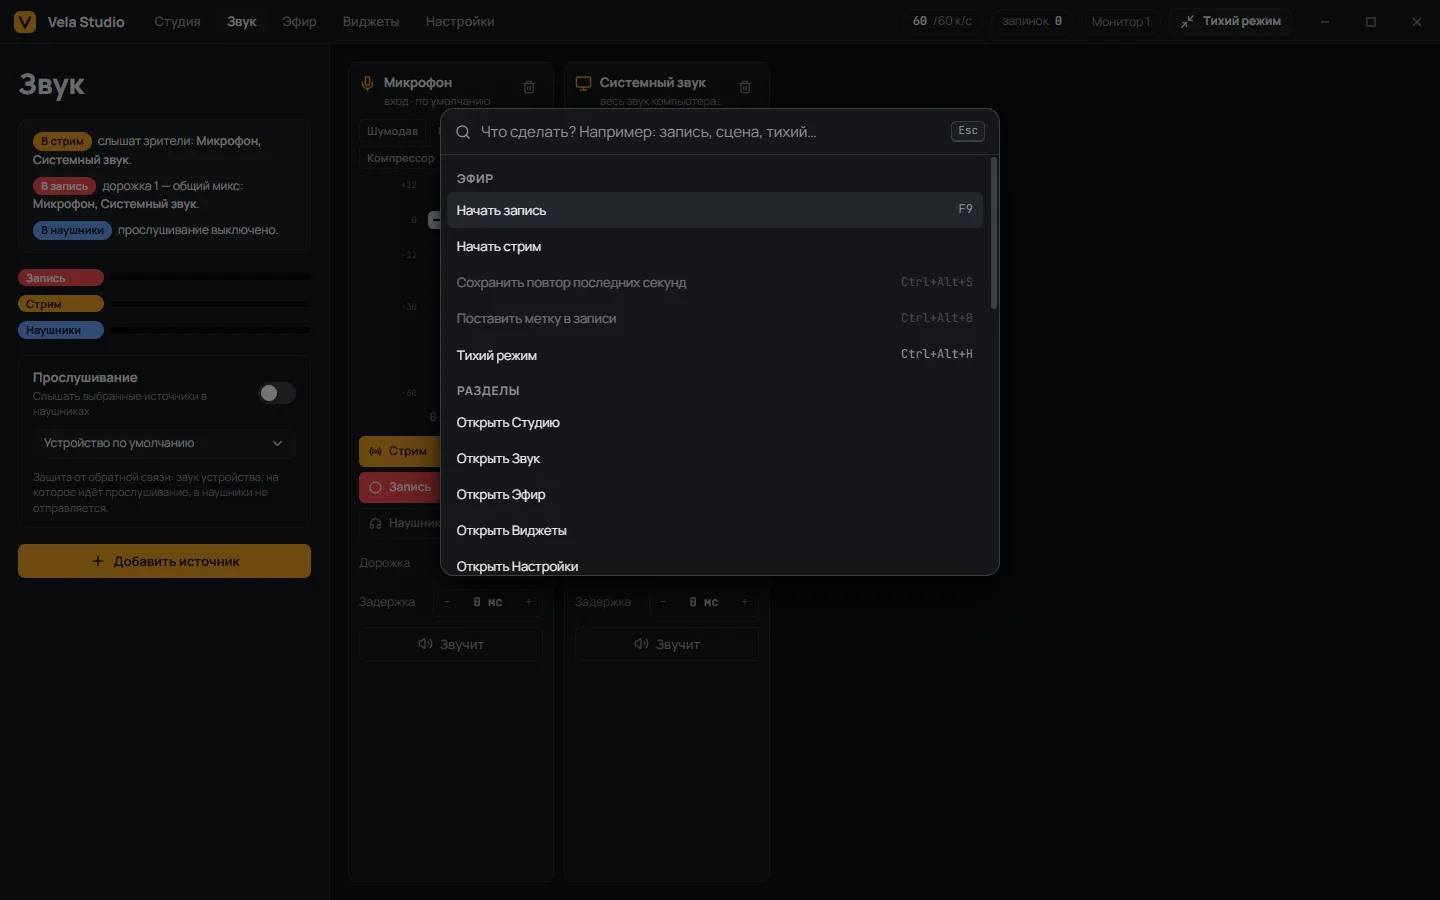 Vela Studio
Студия
Звук
Эфир
Виджеты
Настройки
60 /60 к/с
запинок 0
Монитор 1
Тихий режим
Звук
В стрим слышат зрители: Микрофон,
Системный звук.
В запись дорожка 1 — общий микс:
Микрофон, Системный звук.
В наушники прослушивание выключено.
Запись
Стрим
Наушники
Прослушивание
Слышать выбранные источники в
наушниках
Устройство по умолчанию
Защита от обратной связи: звук устройства, на
которое идёт прослушивание, в наушники не
отправляется.
Добавить источник
Микрофон
вход · по умолчанию
Шумодав
Компрессор
+12
0
-12
-30
-60
0
Стрим
Запись
Наушник
Дорожка
Задержка
− 0 мс +
Звучит
Системный звук
весь звук компьютера...
Задержка
− 0 мс +
Звучит
Что сделать? Например: запись, сцена, тихий...
Esc
ЭФИР
Начать запись F9
Начать стрим
Сохранить повтор последних секунд Ctrl+Alt+S
Поставить метку в записи Ctrl+Alt+B
Тихий режим Ctrl+Alt+H
РАЗДЕЛЫ
Открыть Студию
Открыть Звук
Открыть Эфир
Открыть Виджеты
Открыть Настройки